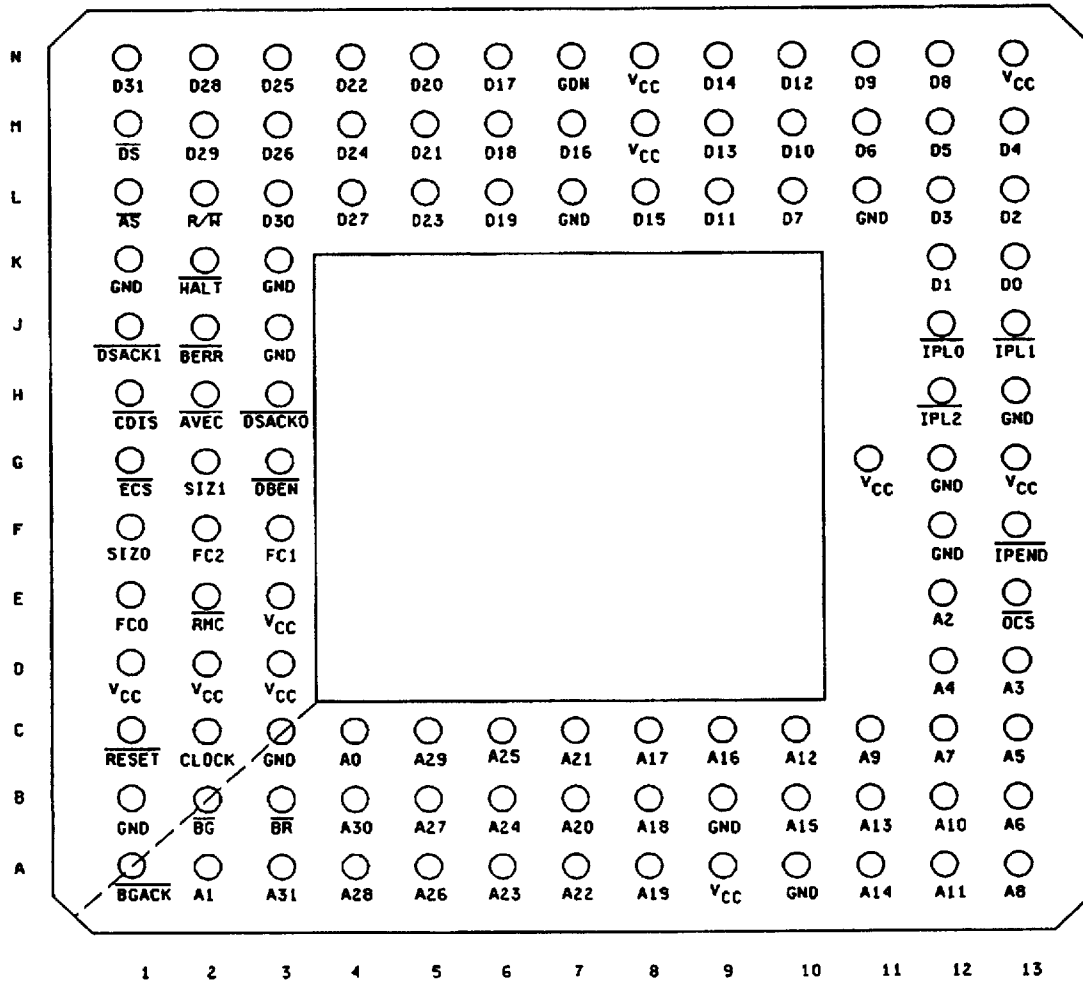 N
D31 D28 D25 D22 D20 D17 GDN VCC D14 D12 D9 D8 VCC
M
DS D29 D26 D24 D21 D18 D16 VCC D13 D10 D6 D5 D4
L
AS R/W D30 D27 D23 D19 GND D15 D11 D7 GND D3 D2
K
GND HALT GND D1 D0
J
DSACK1 BERR GND IPL0 IPL1
H
CDIS AVEC DSACK0 IPL2 GND
G
ECS SIZ1 DBEN VCC GND VCC
F
SIZ0 FC2 FC1 GND IPEND
E
FC0 RMC VCC A2 OCS
D
VCC VCC VCC A4 A3
C
RESET CLOCK GND A0 A29 A25 A21 A17 A16 A12 A9 A7 A5
B
GND BG BR A30 A27 A24 A20 A18 GND A15 A13 A10 A6
A
BGACK A1 A31 A28 A26 A23 A22 A19 VCC GND A14 A11 A8
1 2 3 4 5 6 7 8 9 10 11 12 13